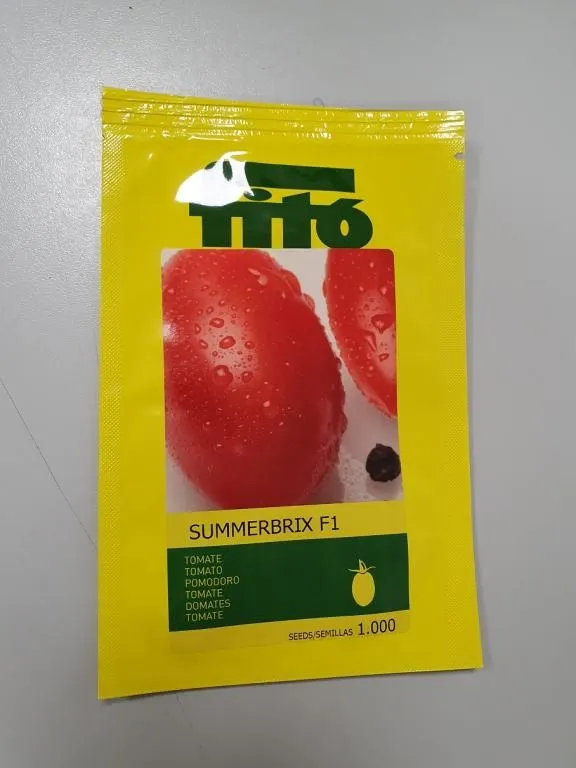 fitó
SUMMERBRIX F1
TOMATE
TOMATO
POMODORO
TOMATE
DOMATES
TOMATE
SEEDS/SEMILLAS 1.000